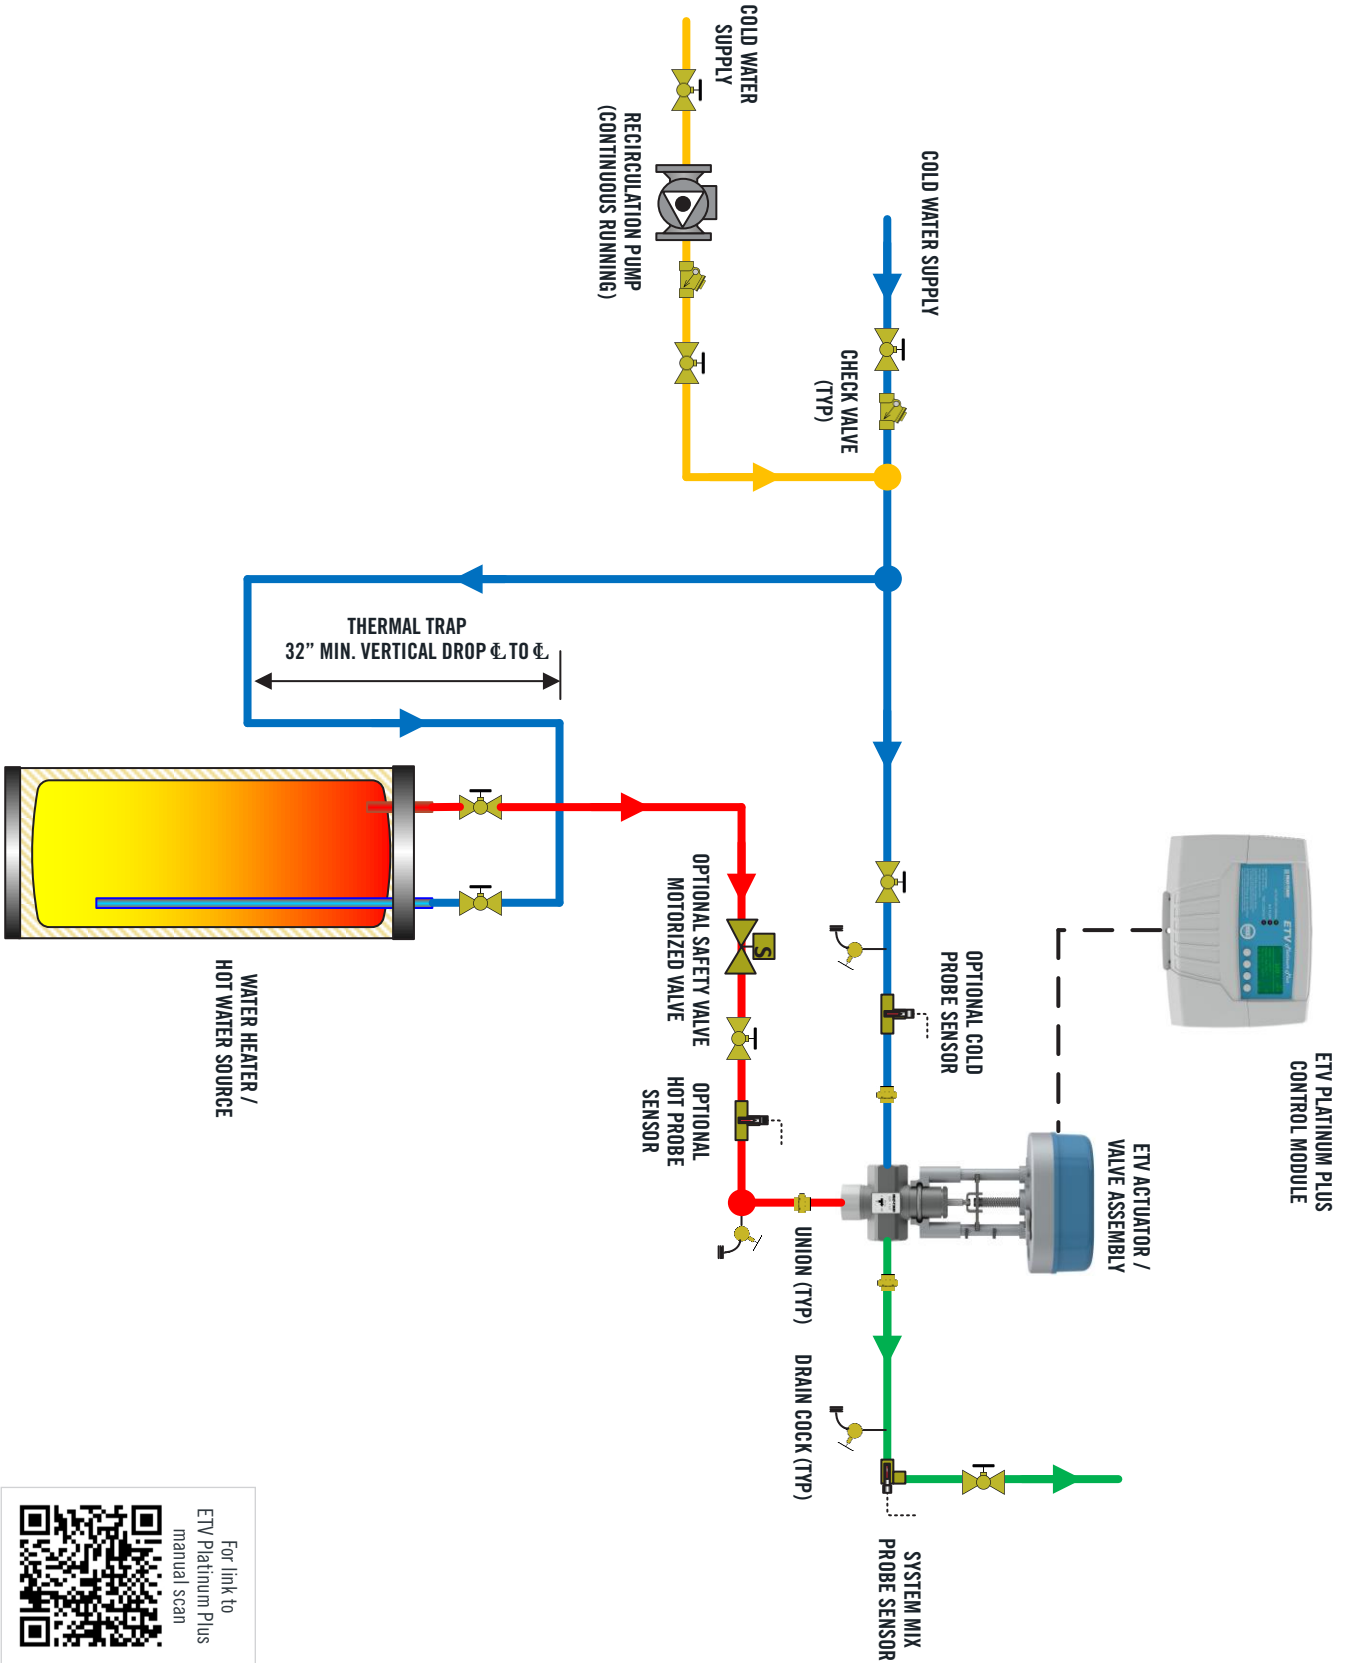 COLD WATER
SUPPLY
RECIRCULATION PUMP
(CONTINUOUS RUNNING)
COLD WATER SUPPLY
CHECK VALVE
(TYP)
THERMAL TRAP
32” MIN. VERTICAL DROP ℄ TO ℄
WATER HEATER /
HOT WATER SOURCE
OPTIONAL SAFETY VALVE
MOTORIZED VALVE
S
OPTIONAL
HOT PROBE
SENSOR
OPTIONAL COLD
PROBE SENSOR
ETV Platinum Plus
ETV PLATINUM PLUS
CONTROL MODULE
ETV ACTUATOR /
VALVE ASSEMBLY
UNION (TYP)
DRAIN COCK (TYP)
SYSTEM MIX
PROBE SENSOR
For link to
ETV Platinum Plus
manual scan